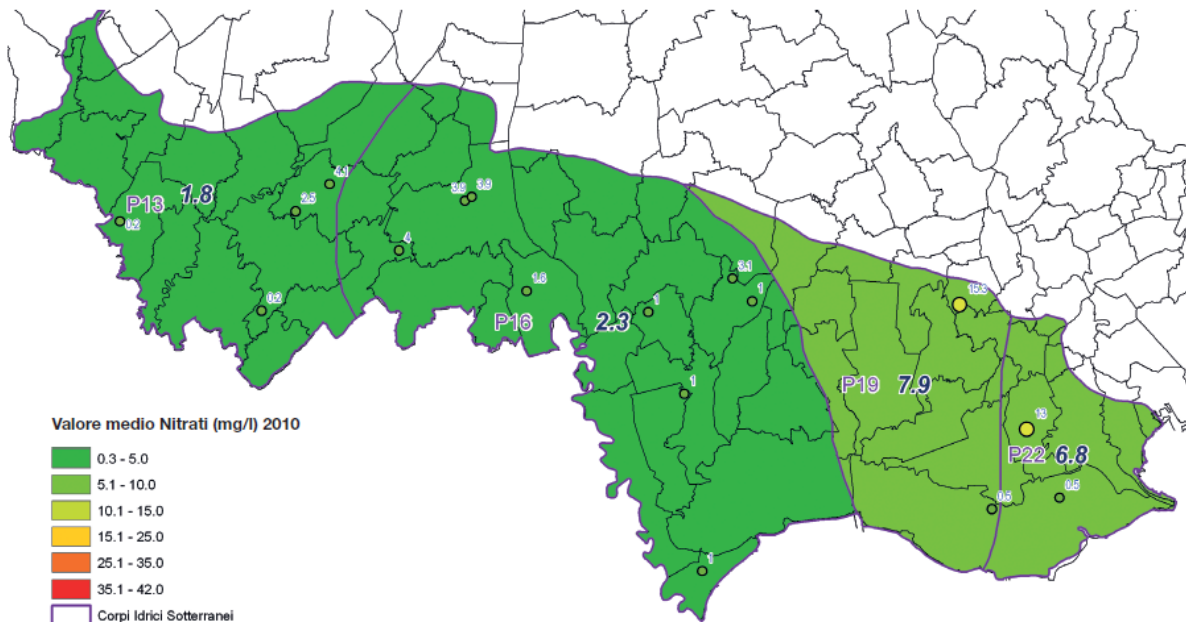 4.1
3.9
3.9
2.5
P13
1.8
0.2
4
3.1
1.6
1
1
15.3
0.2
P16
2.3
P19
7.9
1
13
P22
6.8
0.5
0.5
1
Valore medio Nitrati (mg/l) 2010
0.3 - 5.0
5.1 - 10.0
10.1 - 15.0
15.1 - 25.0
25.1 - 35.0
35.1 - 42.0
Corpi Idrici Sotterranei